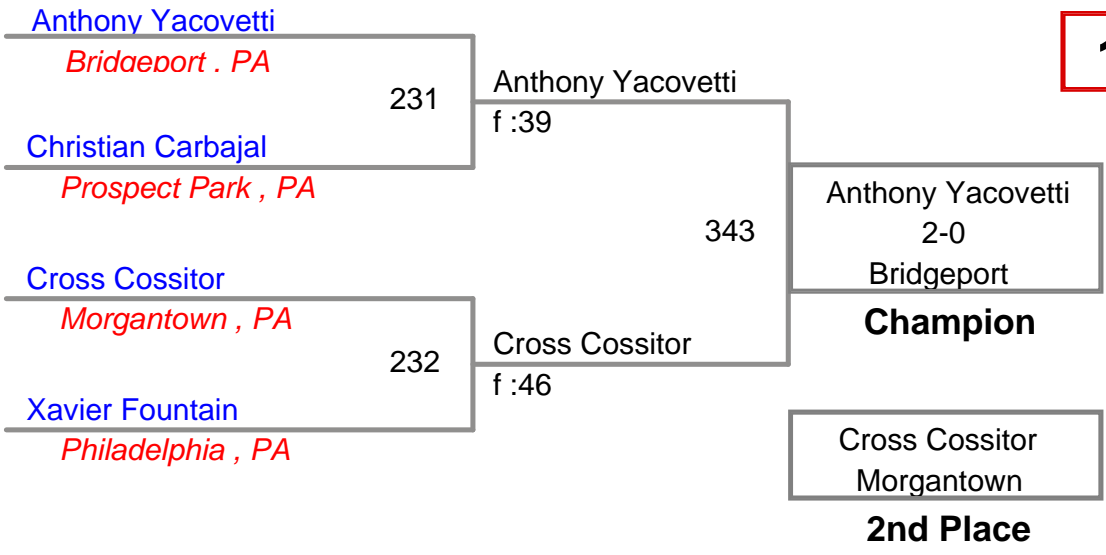 Anthony Yacovetti
Bridgeport , PA
231
Anthony Yacovetti
f :39
Christian Carbajal
Prospect Park , PA
343
Anthony Yacovetti
2-0
Bridgeport
Champion
Cross Cossitor
Morgantown , PA
232
Cross Cossitor
f :46
Xavier Fountain
Philadelphia , PA
Cross Cossitor
Morgantown
2nd Place